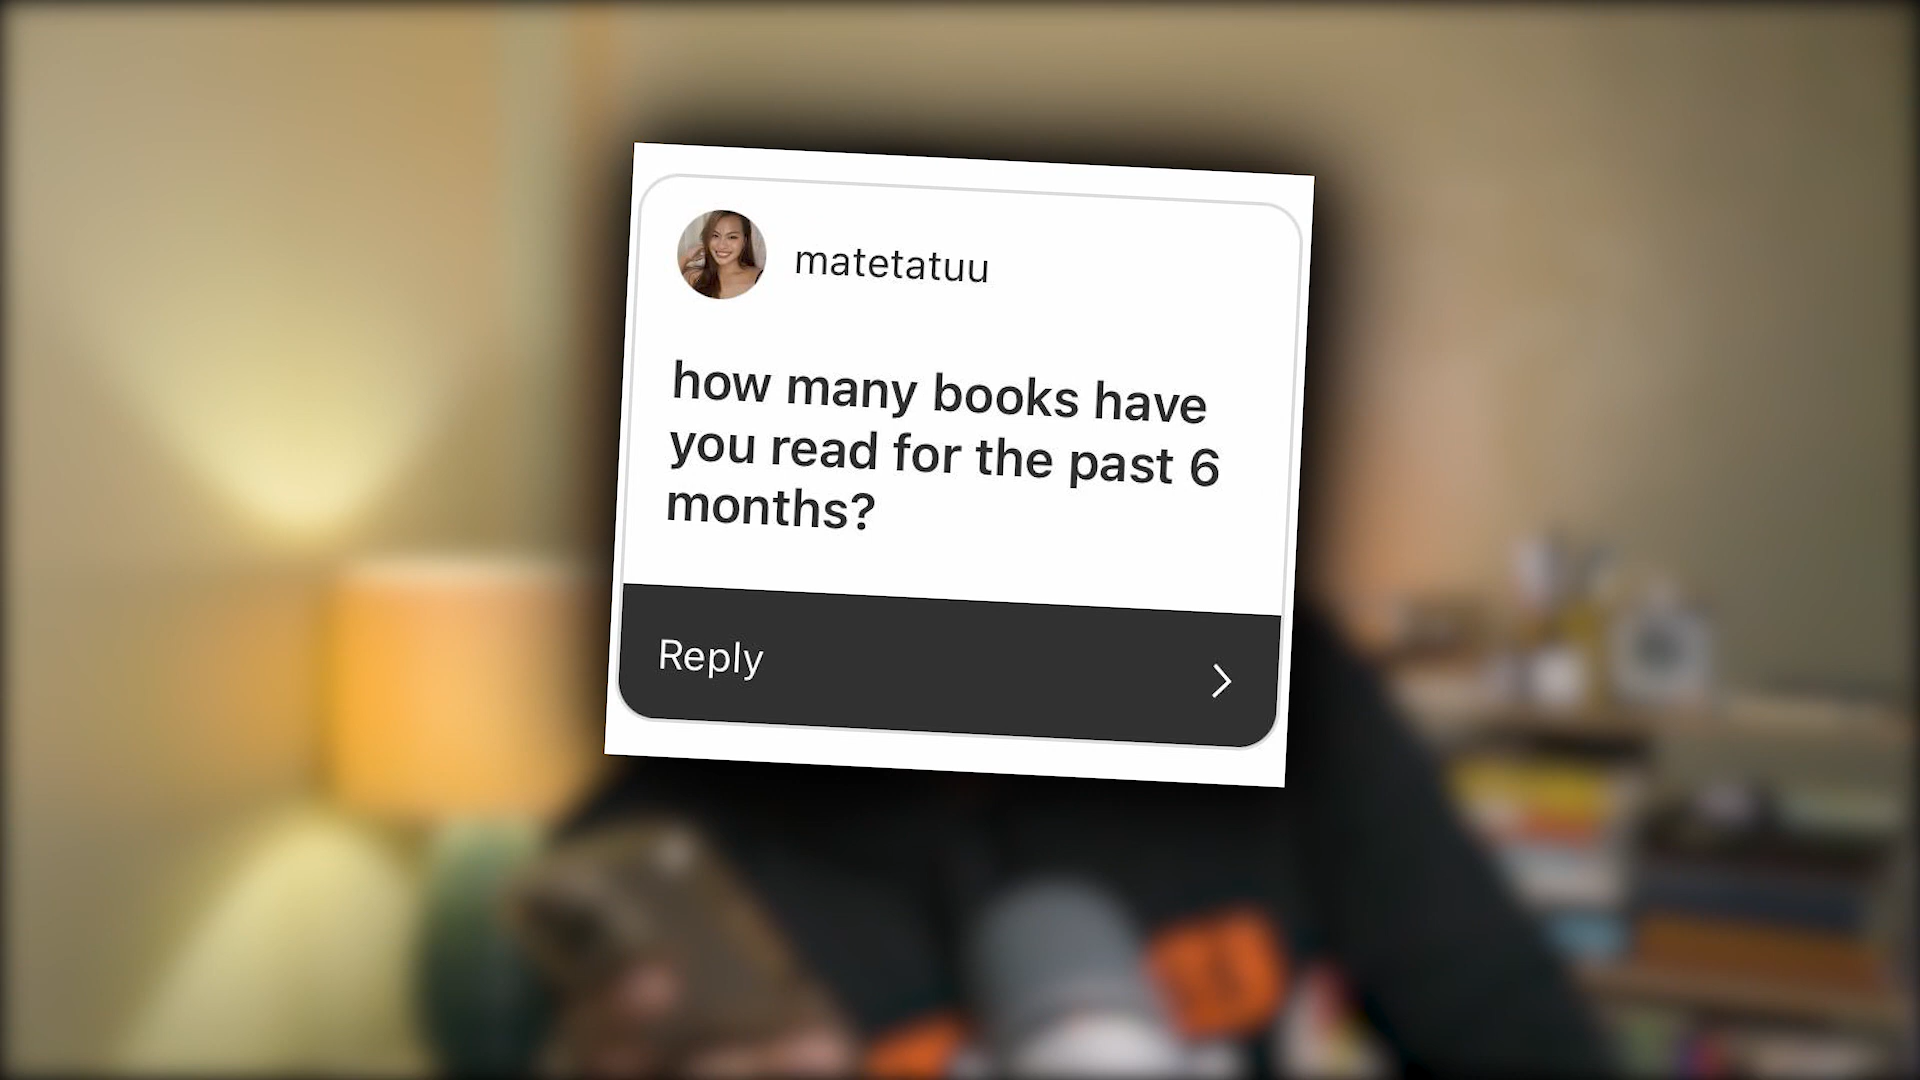 matetatuu
how many books have
you read for the past 6
months?
Reply